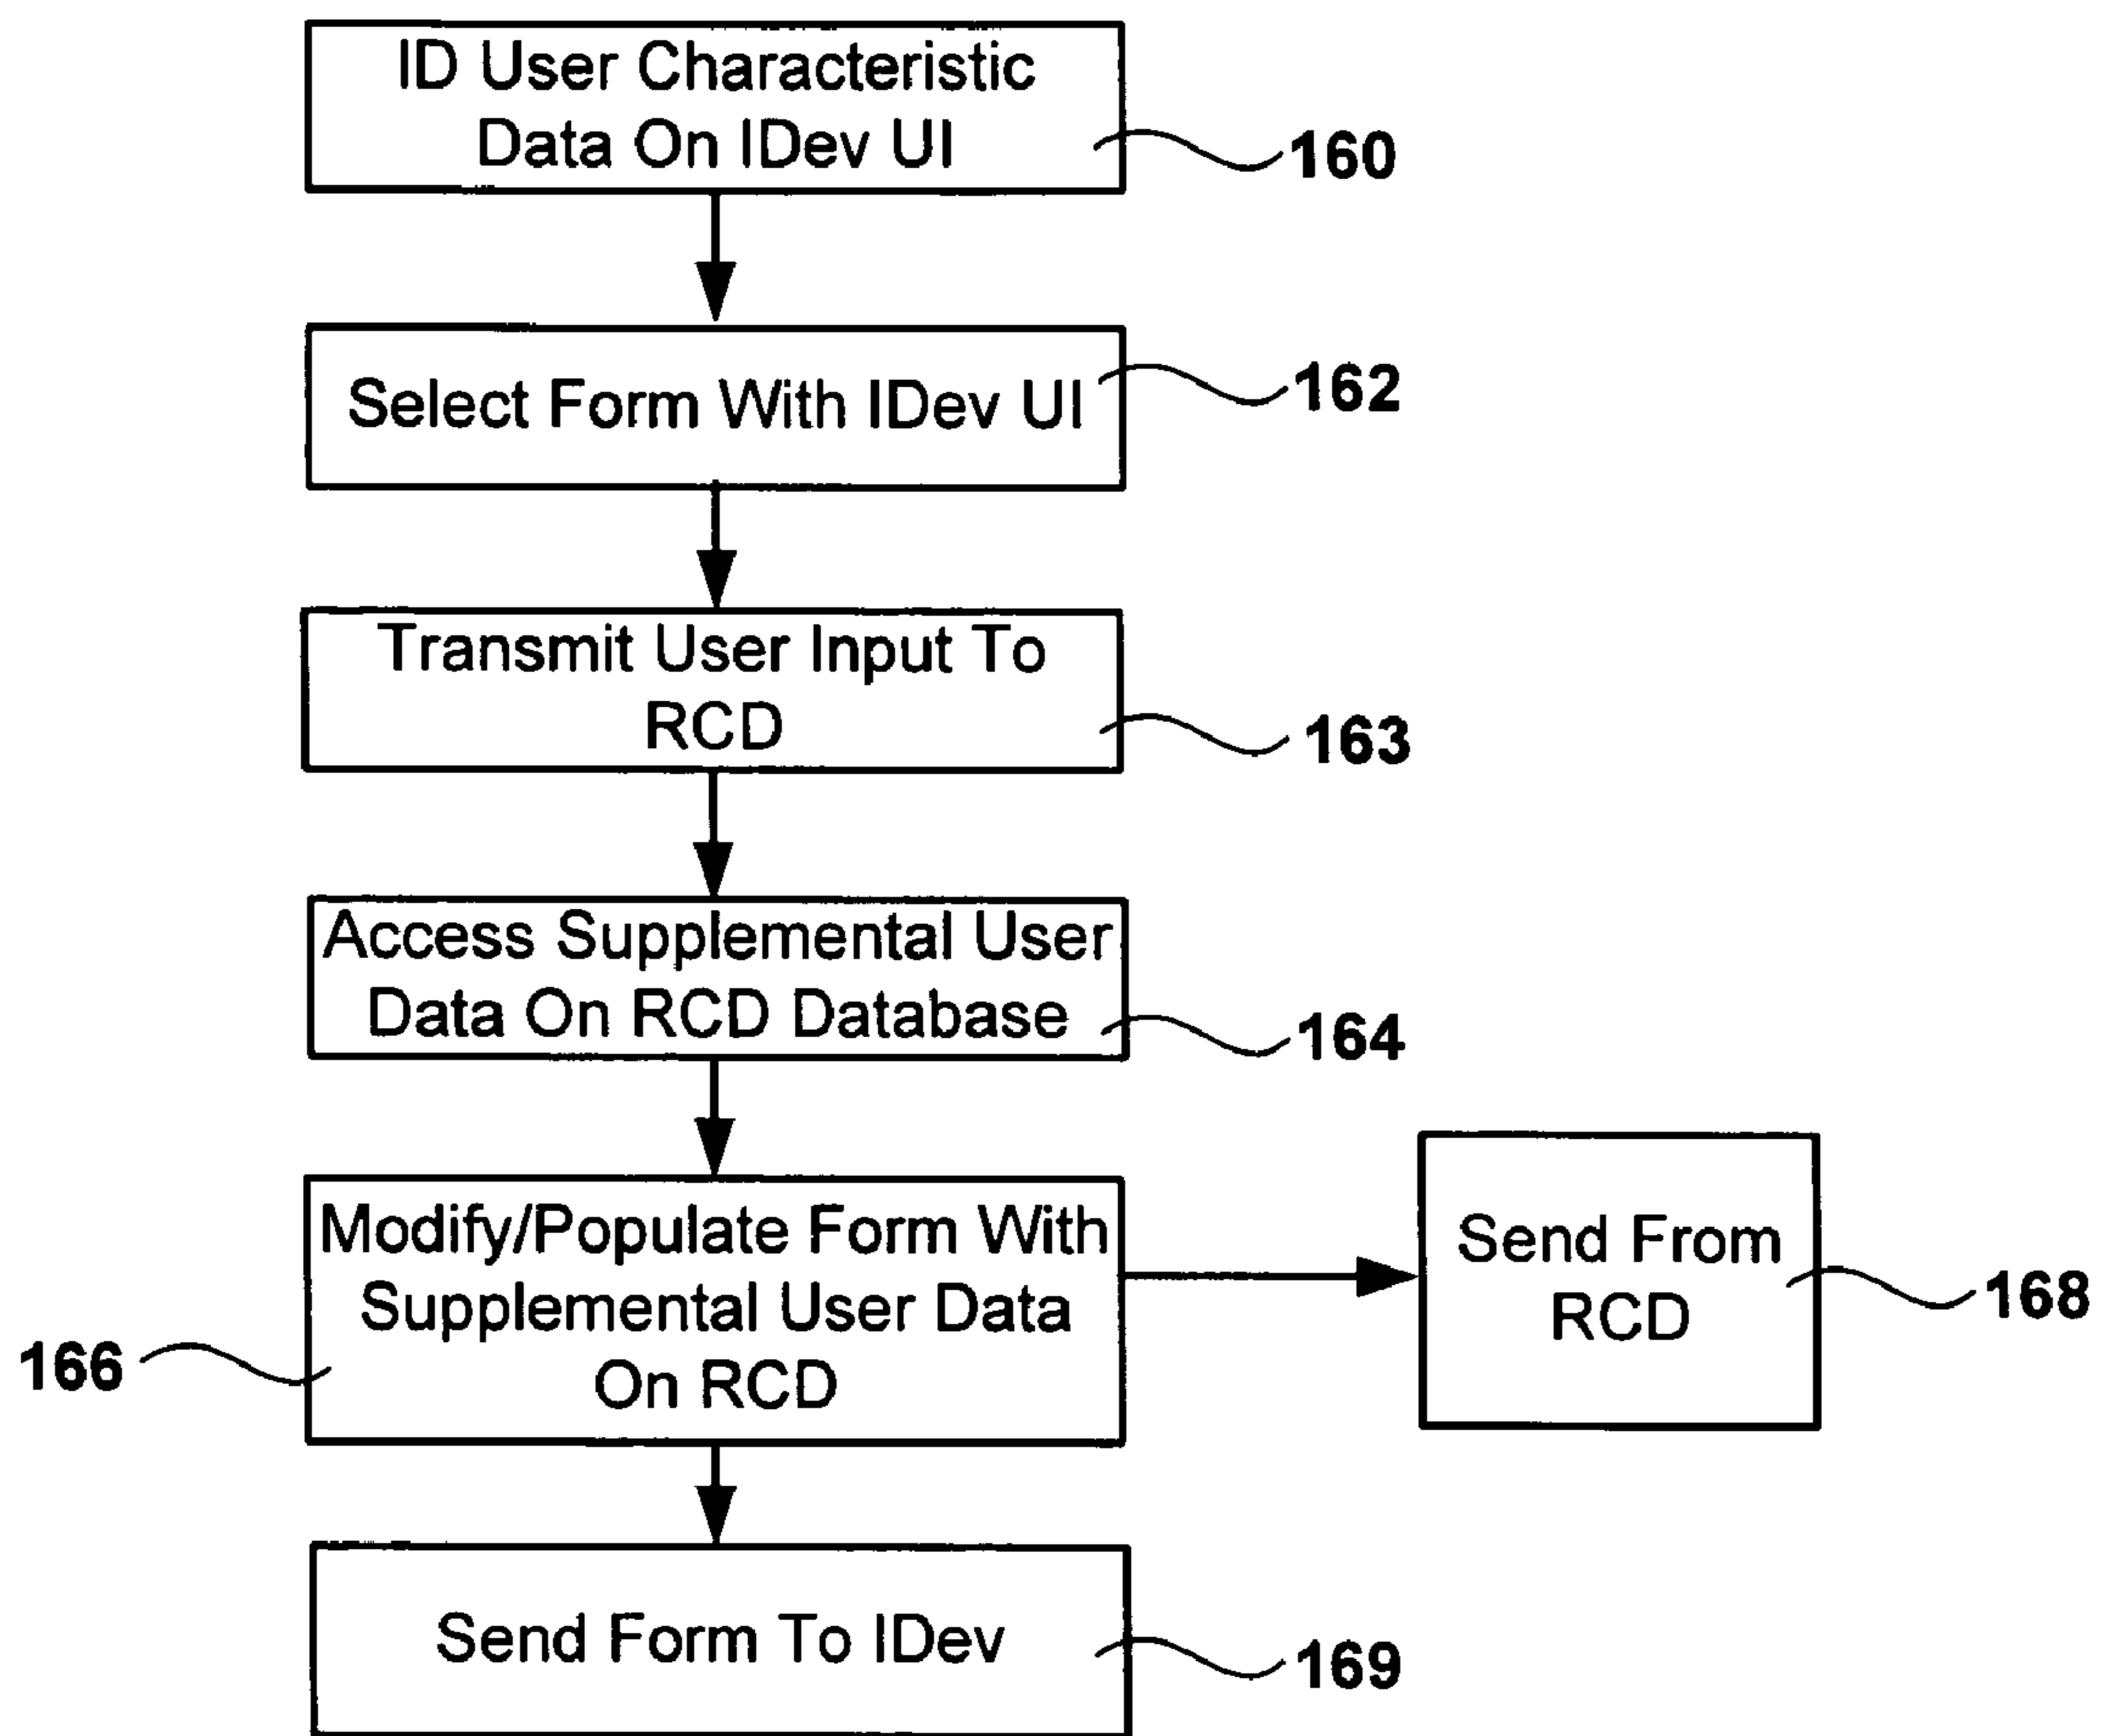 ID User Characteristic
Data On IDev UI
160
Select Form With IDev UI
162
Transmit User Input To
RCD
163
Access Supplemental User
Data On RCD Database
164
Modify/Populate Form With
Supplemental User Data
On RCD
166
Send From
RCD
168
Send Form To IDev
169